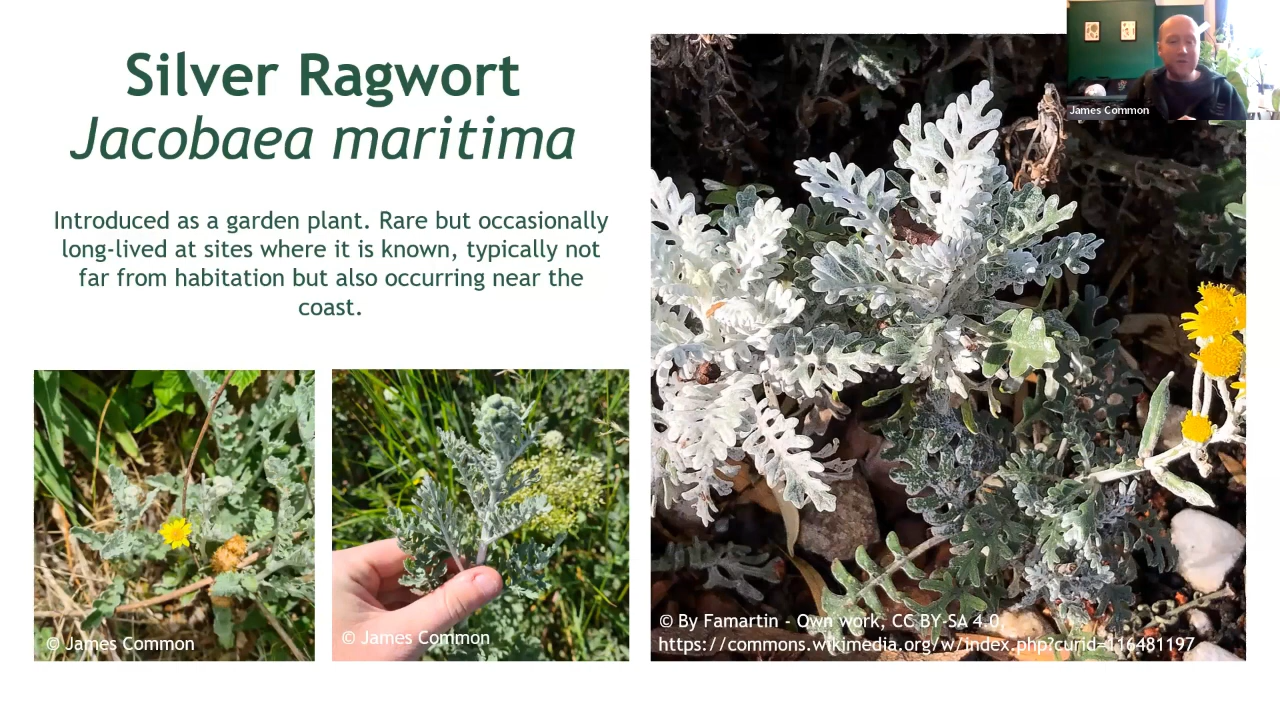 Silver Ragwort
Jacobaea maritima
Introduced as a garden plant. Rare but occasionally
long-lived at sites where it is known, typically not
far from habitation but also occurring near the
coast.
© James Common
© James Common
© By Famartin - Own work, CC BY-SA 4.0,
https://commons.wikimedia.org/w/index.php?curid=116481197
James Common